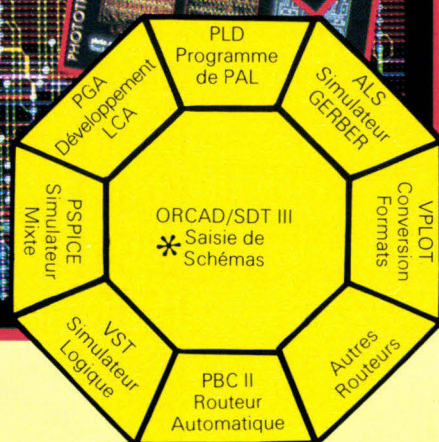 PHOTOT
PLD
Programme
de PAL
ALS
Simulateur
GERBER
VPLOT
Conversion
Formats
Autres
Routeurs
PBC II
Routeur
Automatique
VST
Simulateur
Logique
PSPICE
Simulateur
Mixte
PGA
Développement
LCA
ORCAD/SDT III
* Saisie de
Schémas